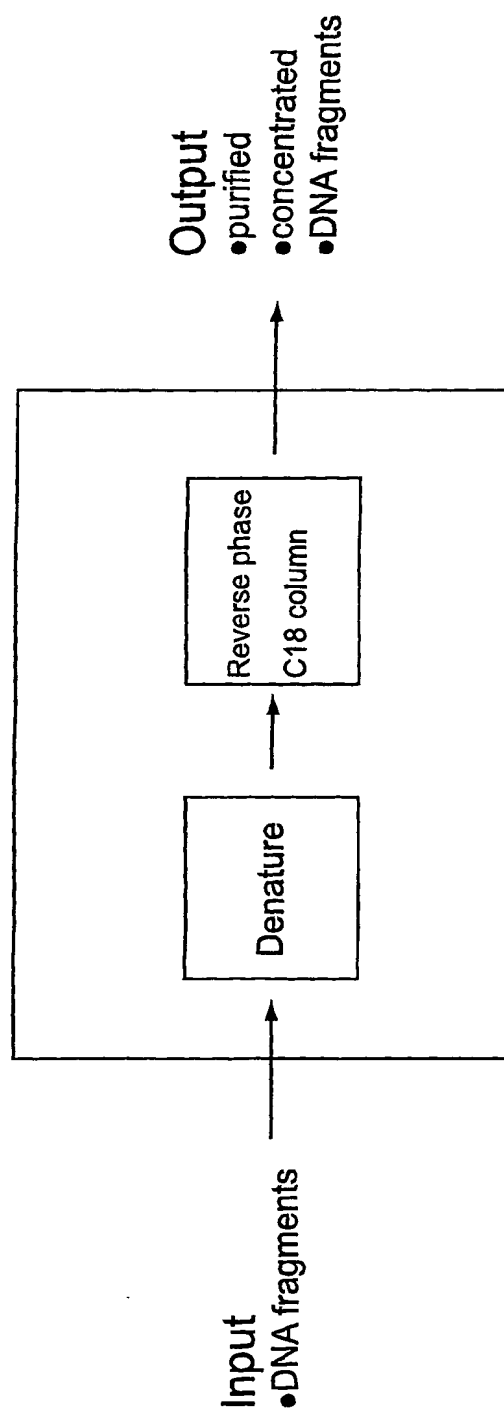 Input
•DNA fragments
Denature
Reverse phase
C18 column
Output
•purified
•concentrated
•DNA fragments